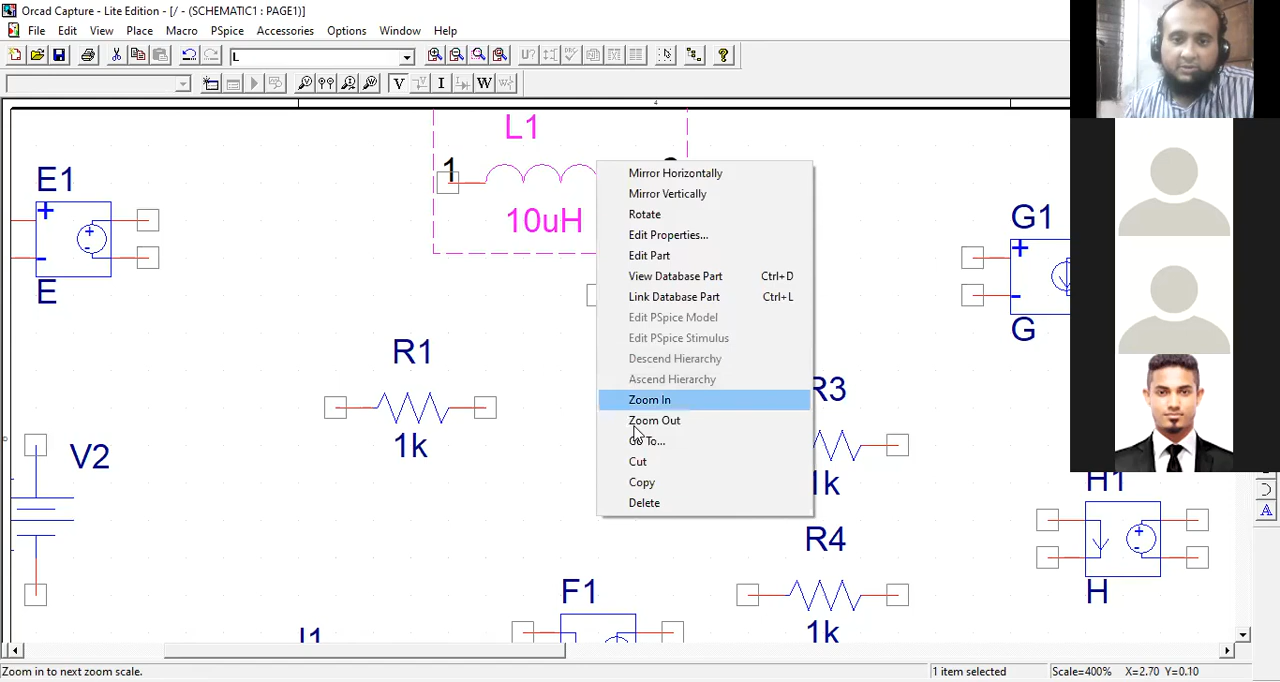 Orcad Capture - Lite Edition - [/ - (SCHEMATIC1 : PAGE1)]
File Edit View Place Macro PSpice Accessories Options Window Help
L
U?
V I W
4
L1
1
10uH
E1
E
G1
G
R1
1k
V2
R3
1k
R4
1k
F1
H1
H
Mirror Horizontally
Mirror Vertically
Rotate
Edit Properties...
Edit Part
View Database Part Ctrl+D
Link Database Part Ctrl+L
Edit PSpice Model
Edit PSpice Stimulus
Descend Hierarchy
Ascend Hierarchy
Zoom In
Zoom Out
Go To...
Cut
Copy
Delete
A
Zoom in to next zoom scale.
1 item selected
Scale=400% X=2.70 Y=0.10